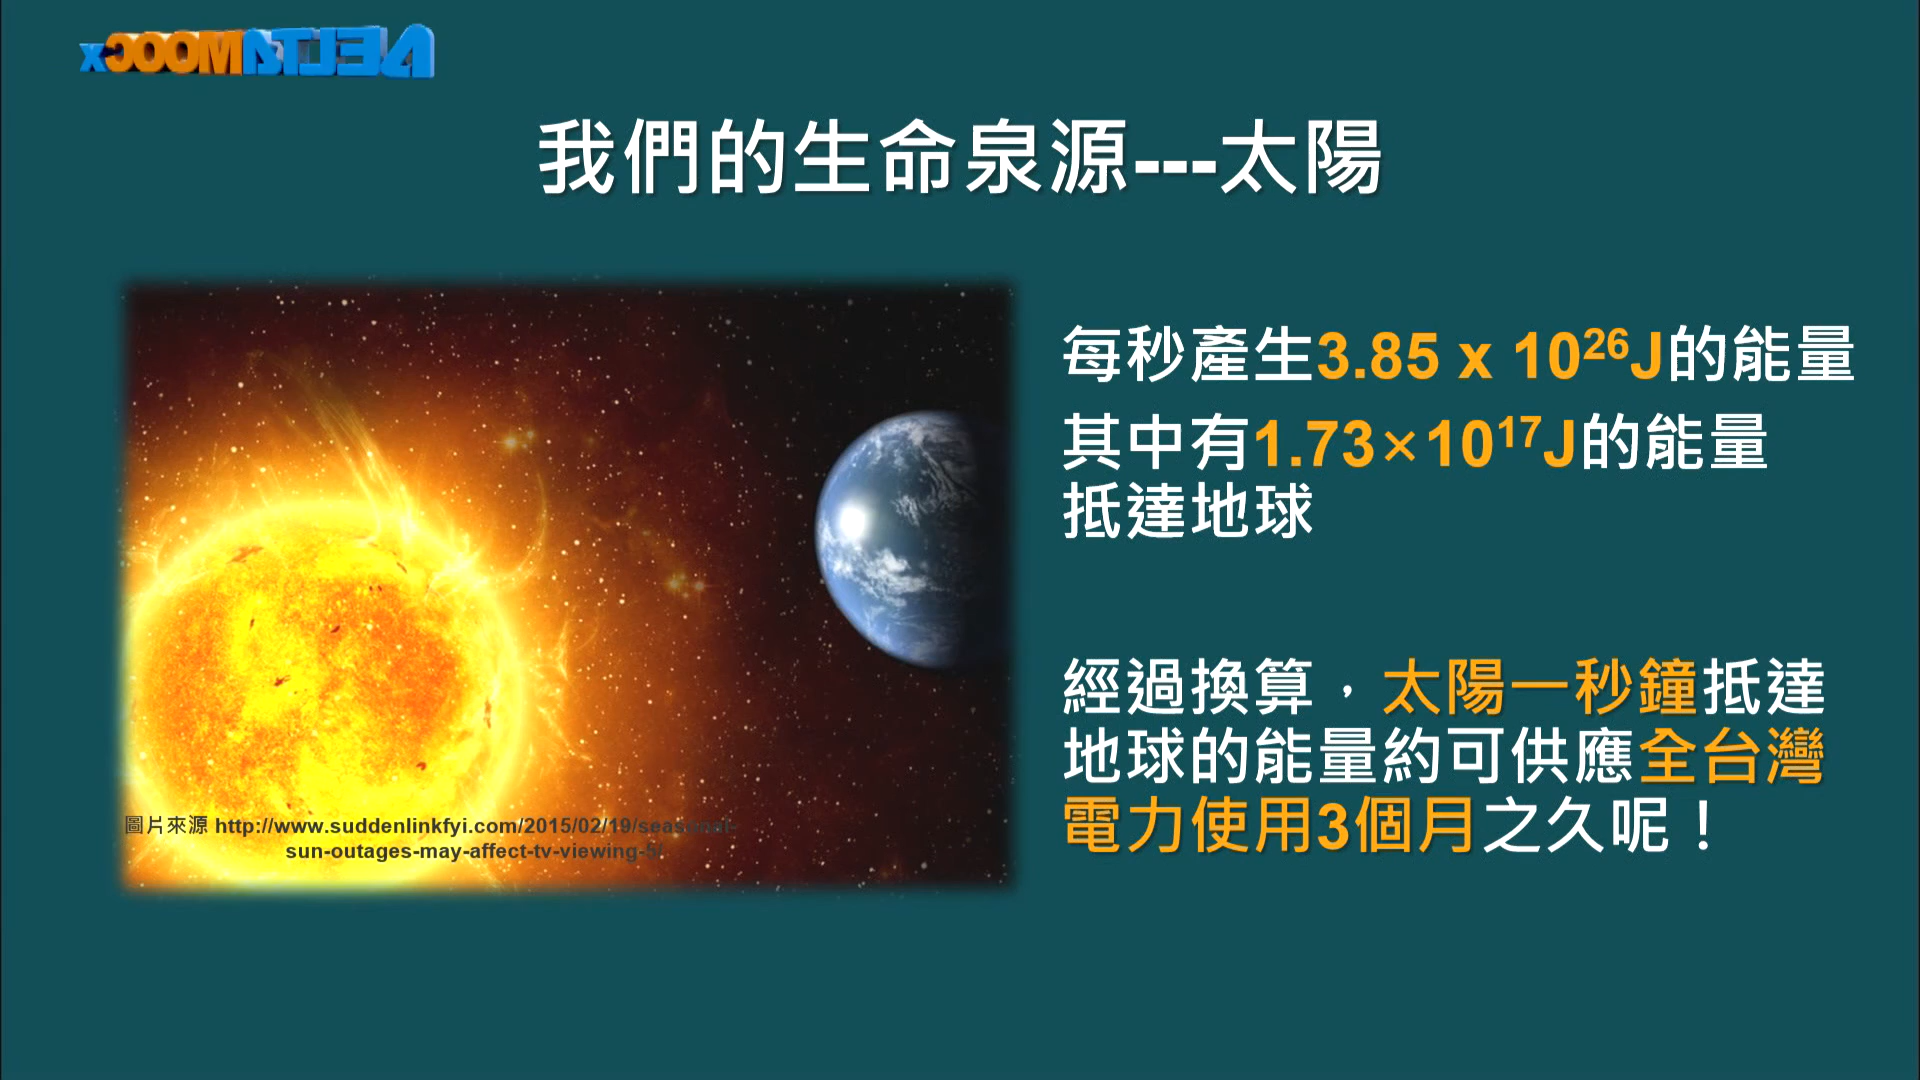 DELTAMOOCx
我們的生命泉源---太陽
每秒產生3.85 x 10²⁶J的能量
其中有1.73×10¹⁷J的能量
抵達地球
經過換算，太陽一秒鐘抵達
地球的能量約可供應全台灣
電力使用3個月之久呢！
圖片來源 http://www.suddenlinkfyi.com/2015/02/19/seasonal-
sun-outages-may-affect-tv-viewing-5/